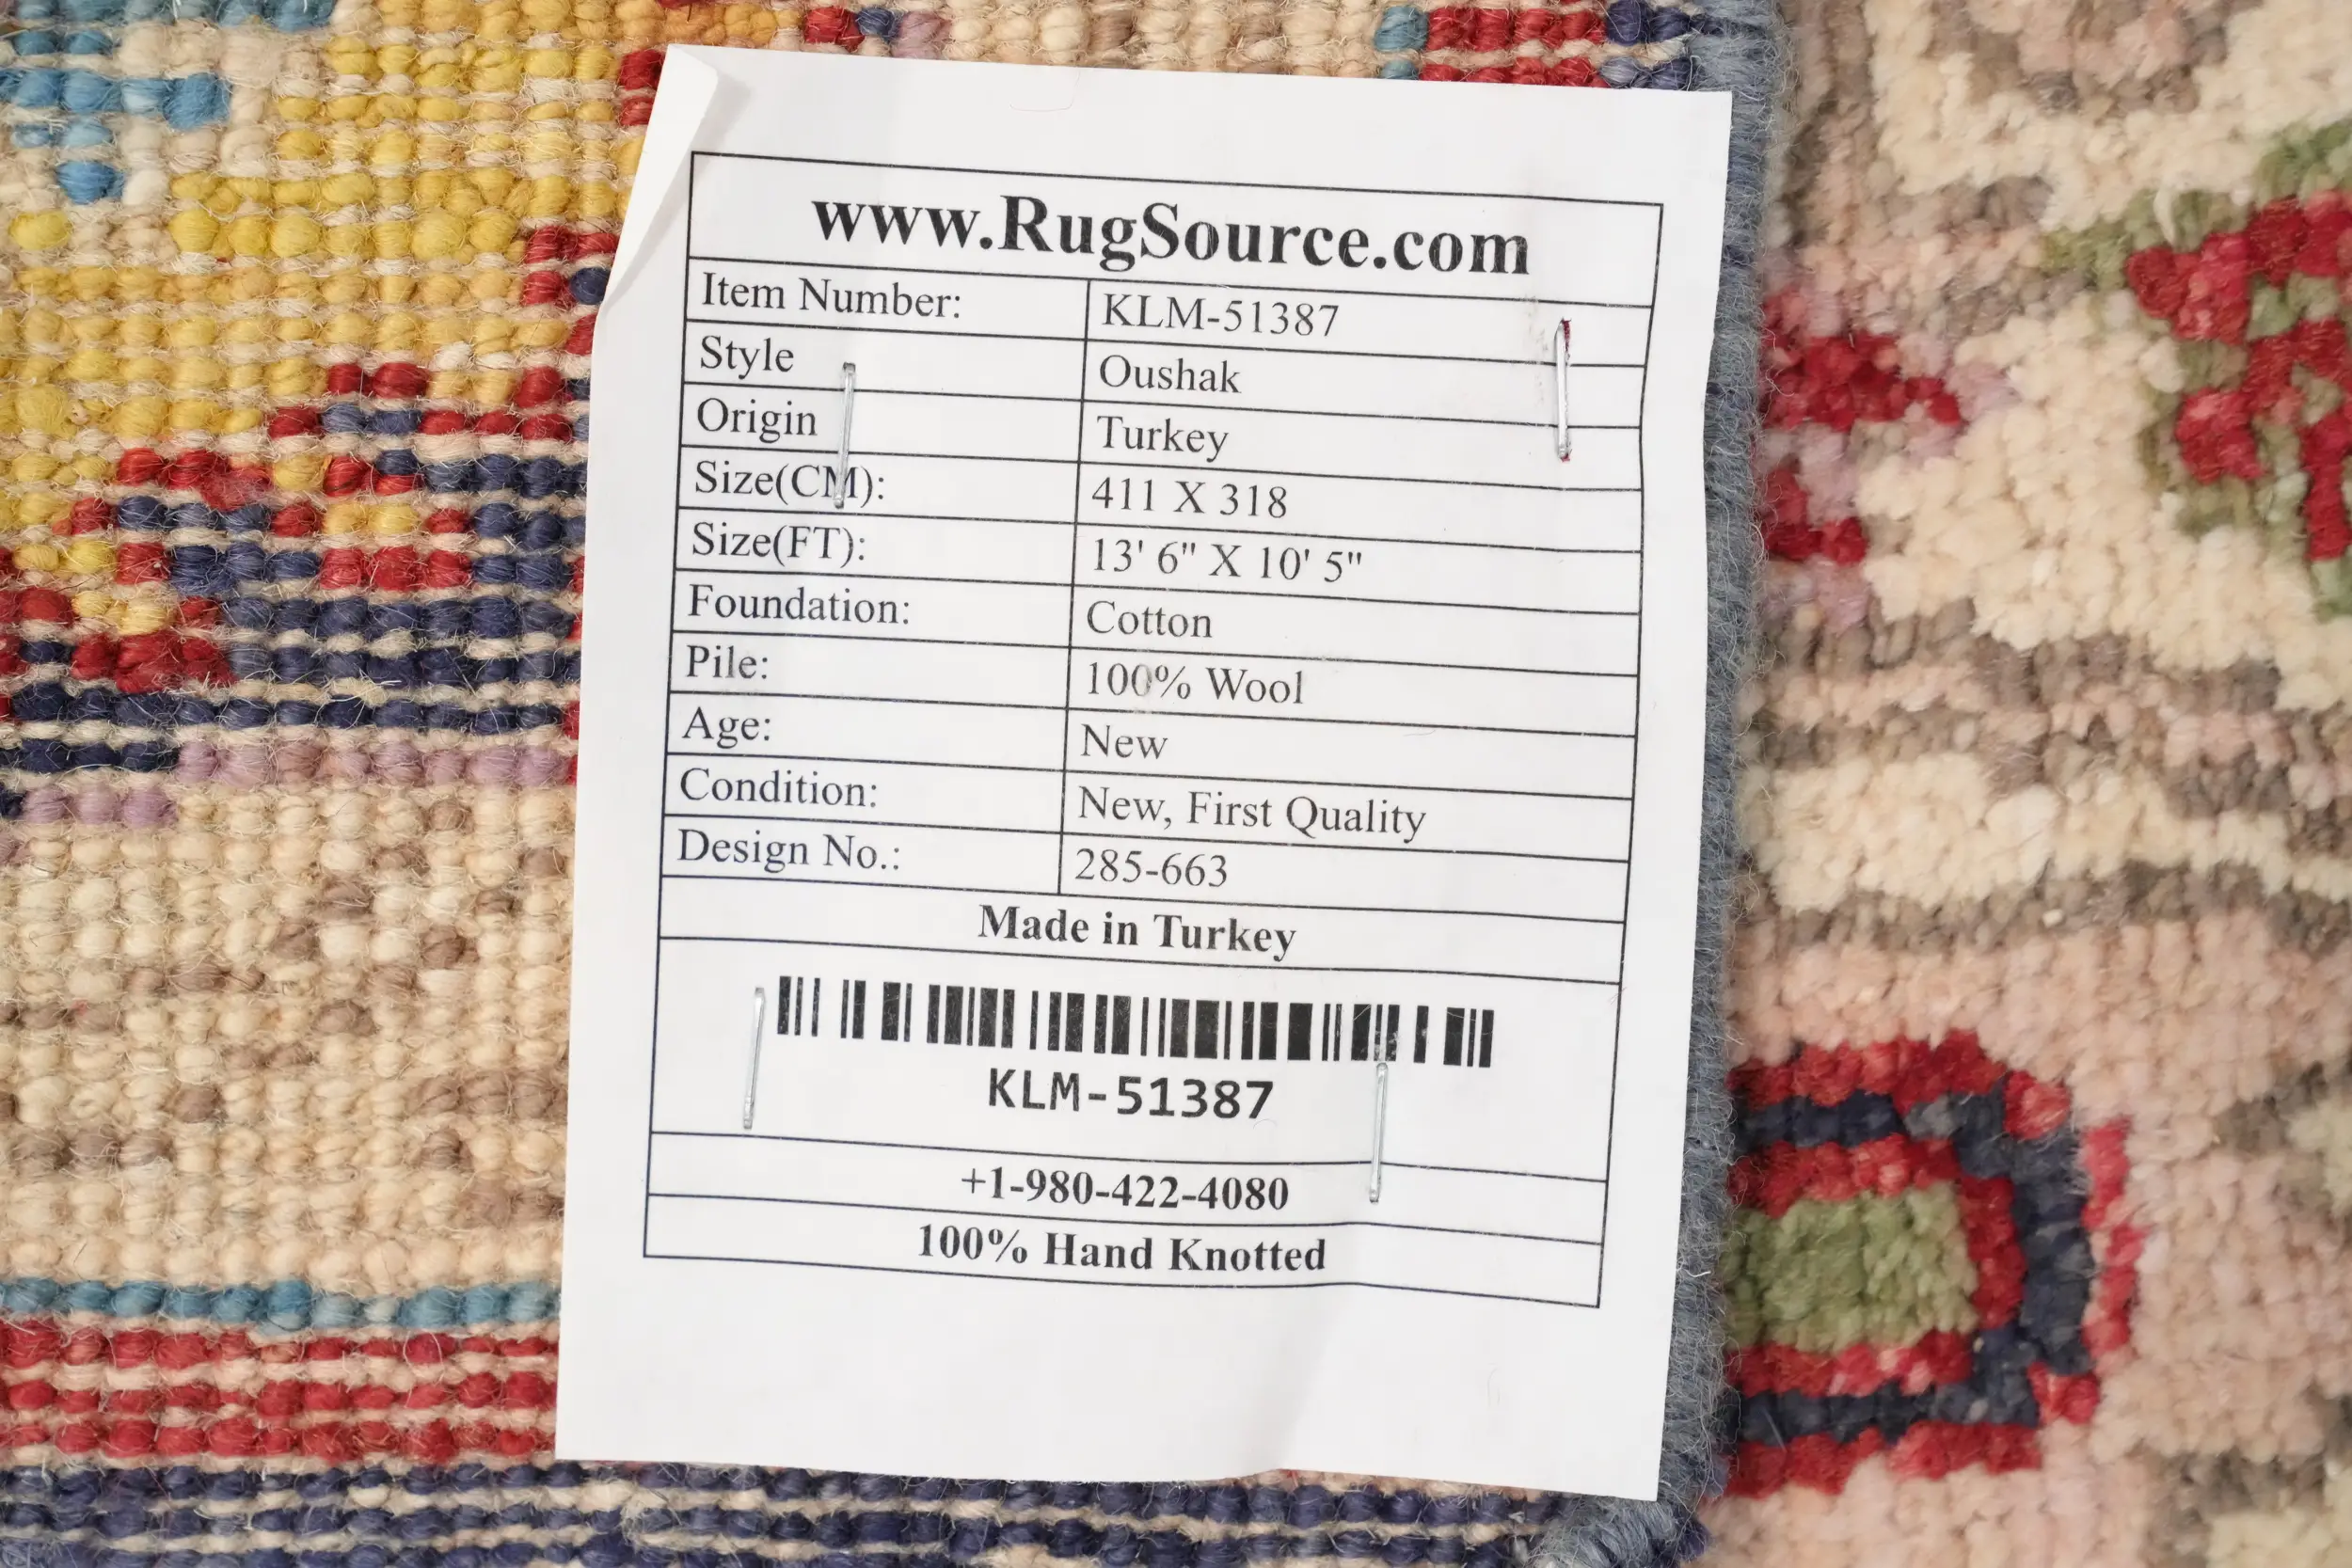 www.RugSource.com
Item Number: KLM-51387
Style Oushak
Origin Turkey
Size(CM): 411 X 318
Size(FT): 13' 6" X 10' 5"
Foundation: Cotton
Pile: 100% Wool
Age: New
Condition: New, First Quality
Design No.: 285-663
Made in Turkey
KLM-51387
+1-980-422-4080
100% Hand Knotted